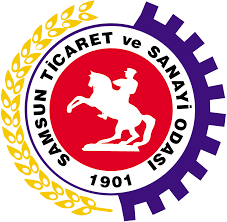 SAMSUN TİCARET ve SANAYİ ODASI
1901